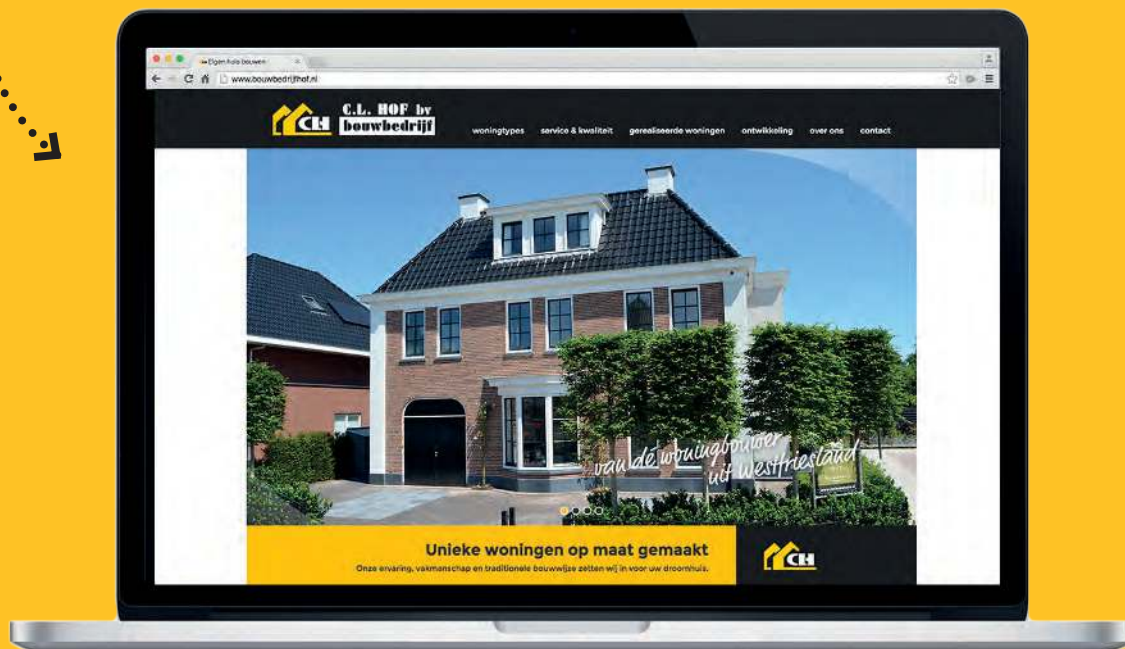 Eigen huis bouwen
www.bouwbedrijfhof.nl
CH
C.L. HOF bv
bouwbedrijf
woningtypes service & kwaliteit gerealiseerde woningen ontwikkeling over ons contact
...van dé woningbouwer
uit Westfriesland
Unieke woningen op maat gemaakt
Onze ervaring, vakmanschap en traditionele bouwwijze zetten wij in voor uw droomhuis.
CH